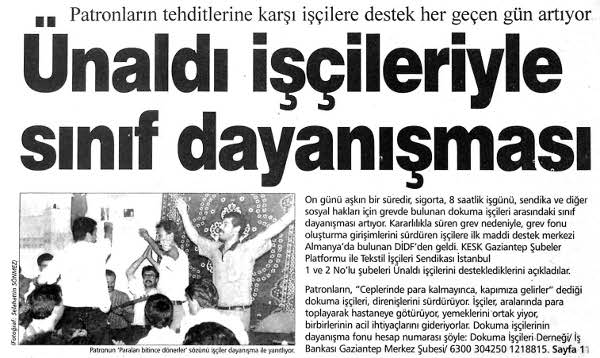 Patronların tehditlerine karşı işçilere destek her geçen gün artıyor
Ünaldı işçileriyle
sınıf dayanışması
(Fotoğraf: Selahattin SÖNMEZ)
Patronun 'Paraları bitince dönerler' sözünü işçiler dayanışma ile yanıtlıyor.
On günü aşkın bir süredir, sigorta, 8 saatlik işgünü, sendika ve diğer
sosyal hakları için grevde bulunan dokuma işçileri arasındaki sınıf
dayanışması artıyor. Kararlılıkla süren grev nedeniyle, grev fonu
oluşturma girişimlerini sürdüren işçilere ilk maddi destek merkezi
Almanya'da bulunan DİDF'den geldi. KESK Gaziantep Şubeler
Platformu ile Tekstil İşçileri Sendikası İstanbul
1 ve 2 No'lu şubeleri Ünaldı işçilerini desteklediklerini açıkladılar.
Patronların, "Ceplerinde para kalmayınca, kapımıza gelirler" dediği
dokuma işçileri, direnişlerini sürdürüyor. İşçiler, aralarında para
toplayarak hastaneye götürüyor, yemeklerini ortak yiyor,
birbirlerinin acil ihtiyaçlarını gideriyorlar. Dokuma işçilerinin
dayanışma fonu hesap numarası şöyle: Dokuma İşçileri Derneği/ İş
Bankası Gaziantep Merkez Şubesi/ 6300 304250 1218815. Sayfa 11